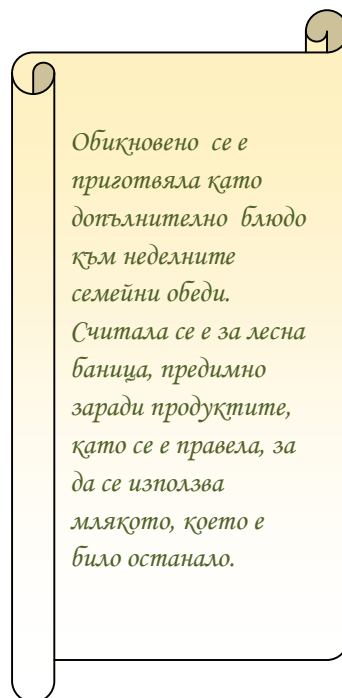 Обикновено се е
приготвяла като
допълнително блюдо
към неделните
семейни обеди.
Считала се е за лесна
баница, предимно
заради продуктите,
като се е правела, за
да се използва
млякото, което е
било останало.